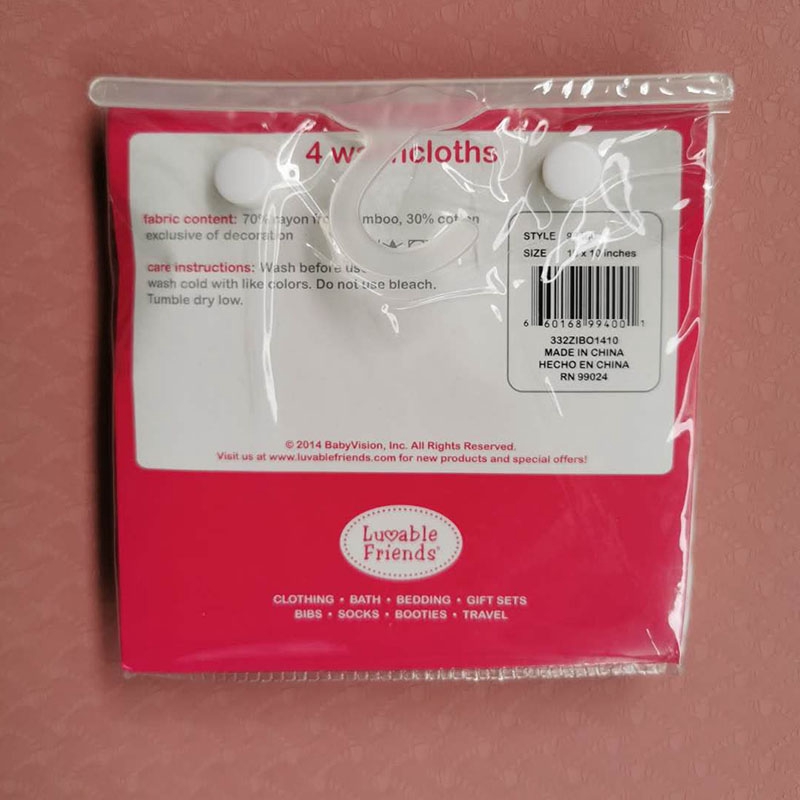 4 washcloths
fabric content: 70% rayon from bamboo, 30% cotton
exclusive of decoration
care instructions: Wash before use
wash cold with like colors. Do not use bleach.
Tumble dry low.
STYLE
SIZE x 10 inches
6 60168 99400 1
332ZIBO1410
MADE IN CHINA
HECHO EN CHINA
RN 99024
© 2014 BabyVision, Inc. All Rights Reserved.
Visit us at www.luvablefriends.com for new products and special offers!
Luvable
Friends®
CLOTHING • BATH • BEDDING • GIFT SETS
BIBS • SOCKS • BOOTIES • TRAVEL